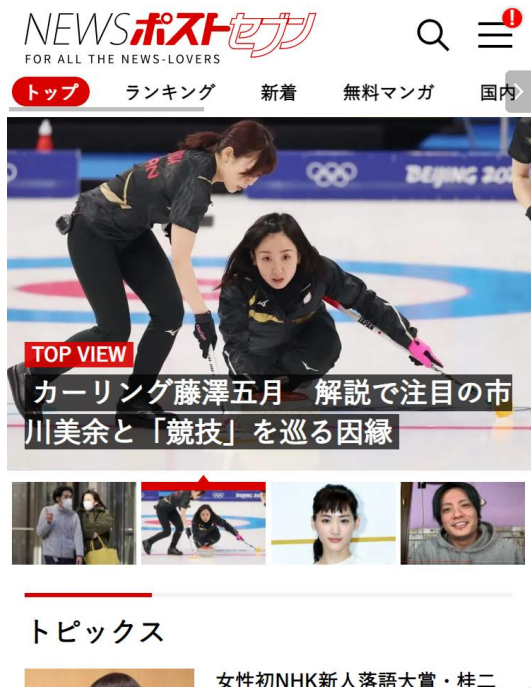 NEWSポストセブン
FOR ALL THE NEWS-LOVERS
トップ ランキング 新着 無料マンガ 国内
BEIJING 202
TOP VIEW
カーリング藤澤五月 解説で注目の市
川美余と「競技」を巡る因縁
トピックス
女性初NHK新人落語大賞・桂二